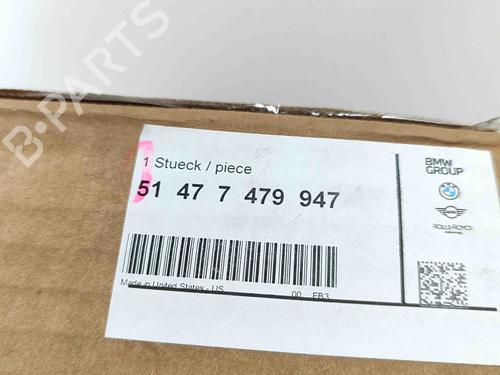 B-PARTS
1 Stueck / piece
51 47 7 479 947
Made in United States - US 00 EB3
BMW
GROUP
ROLLS-ROYCE